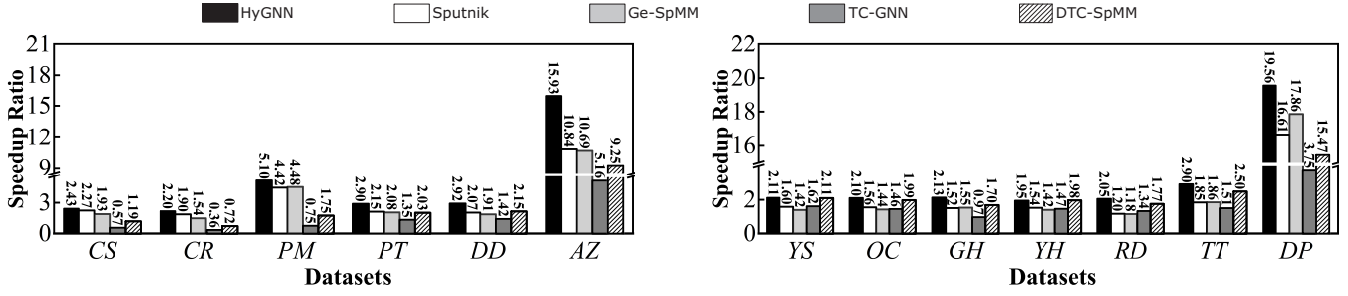 HyGNN Sputnik Ge-SpMM TC-GNN DTC-SpMM
Speedup Ratio
21
18
15
12
9
3
0
2.43 2.27 1.93 0.57 1.19
2.20 1.90 1.54 0.36 0.72
5.10 4.42 4.48 0.75 1.75
2.90 2.15 2.08 1.35 2.03
2.92 2.07 1.91 1.42 2.15
15.93 10.84 10.69 5.16 9.25
CS CR PM PT DD AZ
Datasets
Speedup Ratio
22
20
18
16
2
0
2.11 1.60 1.42 1.62 2.11
2.10 1.56 1.44 1.46 1.99
2.13 1.52 1.55 0.97 1.70
1.95 1.54 1.42 1.47 1.98
2.05 1.20 1.18 1.34 1.77
2.90 1.85 1.86 1.51 2.50
19.56 16.61 17.86 3.75 15.47
YS OC GH YH RD TT DP
Datasets